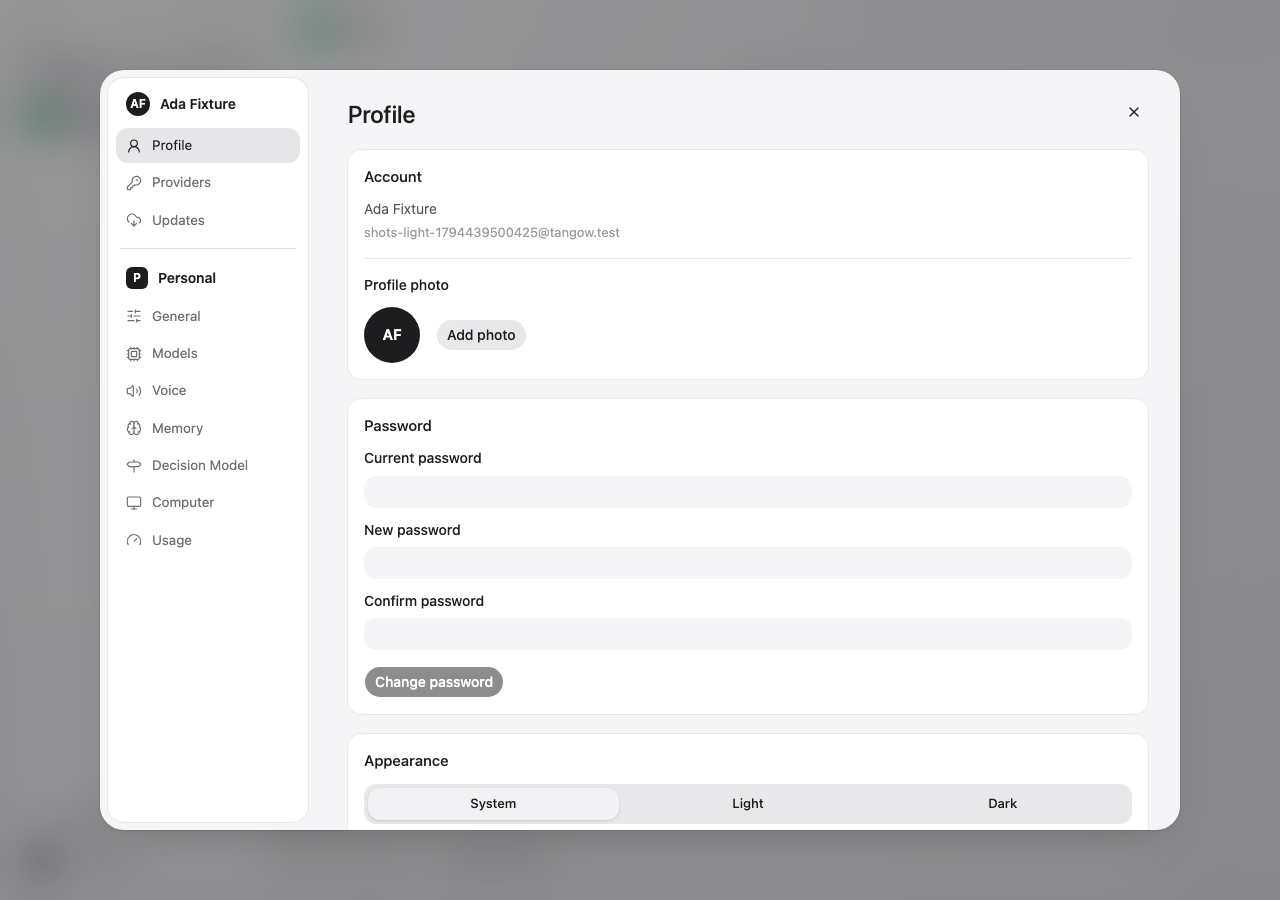 AF Ada Fixture
Profile
Providers
Updates
P Personal
General
Models
Voice
Memory
Decision Model
Computer
Usage
Profile
Account
Ada Fixture
shots-light-1794439500425@tangow.test
Profile photo
AF
Add photo
Password
Current password
New password
Confirm password
Change password
Appearance
System Light Dark